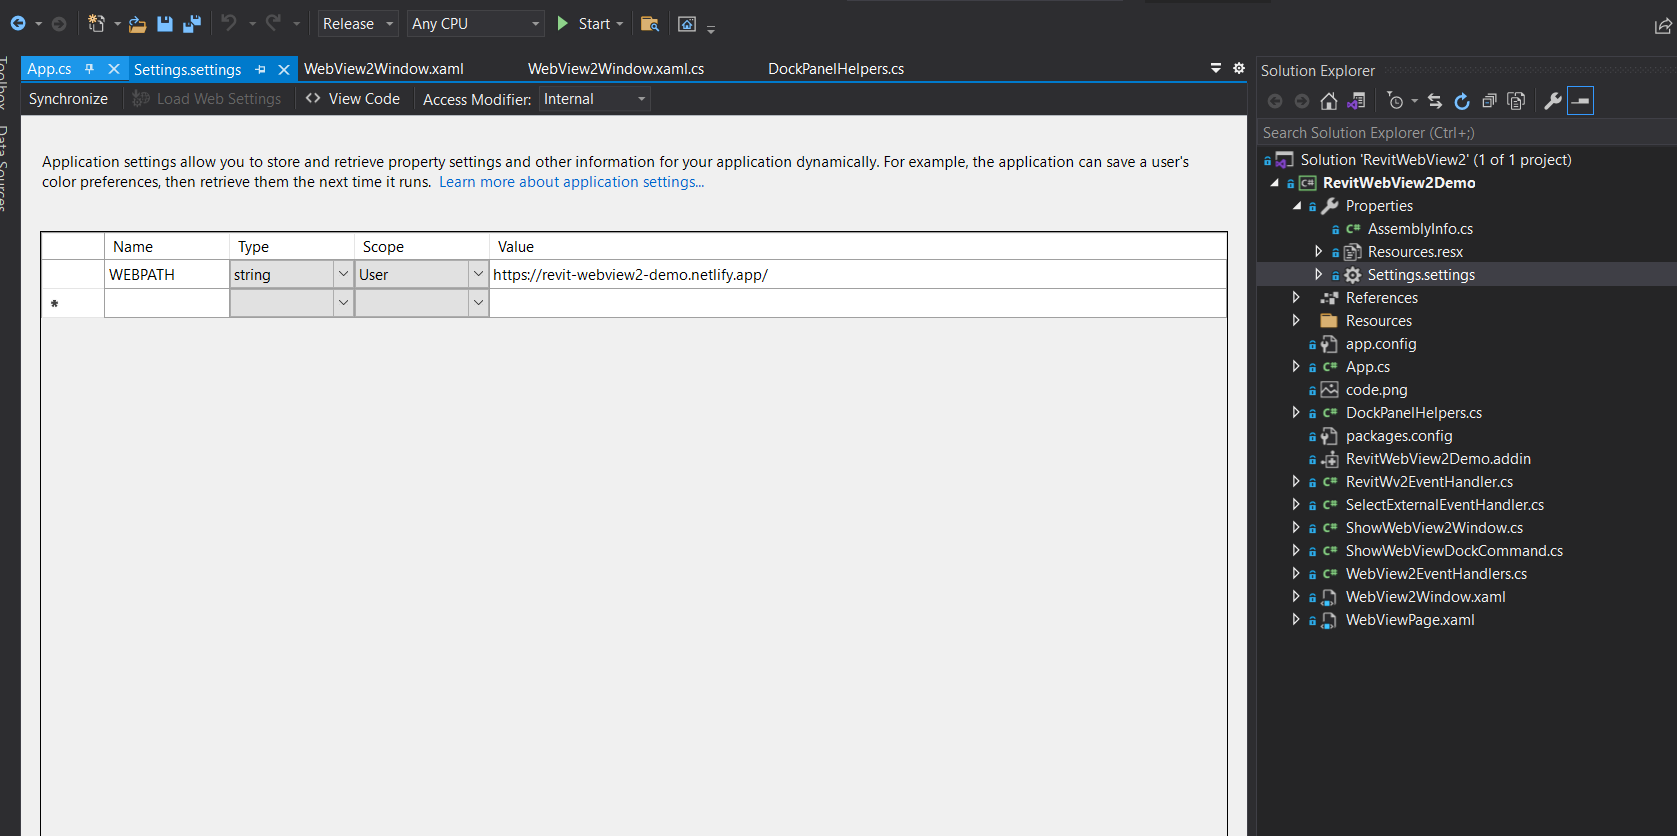 Release
Any CPU
Start
App.cs
Settings.settings
WebView2Window.xaml
WebView2Window.xaml.cs
DockPanelHelpers.cs
Synchronize
Load Web Settings
<> View Code
Access Modifier:
Internal
Application settings allow you to store and retrieve property settings and other information for your application dynamically. For example, the application can save a user's
color preferences, then retrieve them the next time it runs. Learn more about application settings...
Name Type Scope Value
WEBPATH string User https://revit-webview2-demo.netlify.app/
*
Toolbox
Data Sources
Solution Explorer
Search Solution Explorer (Ctrl+;)
Solution 'RevitWebView2' (1 of 1 project)
C# RevitWebView2Demo
Properties
C# AssemblyInfo.cs
Resources.resx
Settings.settings
References
Resources
app.config
C# App.cs
code.png
C# DockPanelHelpers.cs
packages.config
RevitWebView2Demo.addin
C# RevitWv2EventHandler.cs
C# SelectExternalEventHandler.cs
C# ShowWebView2Window.cs
C# ShowWebViewDockCommand.cs
C# WebView2EventHandlers.cs
WebView2Window.xaml
WebViewPage.xaml